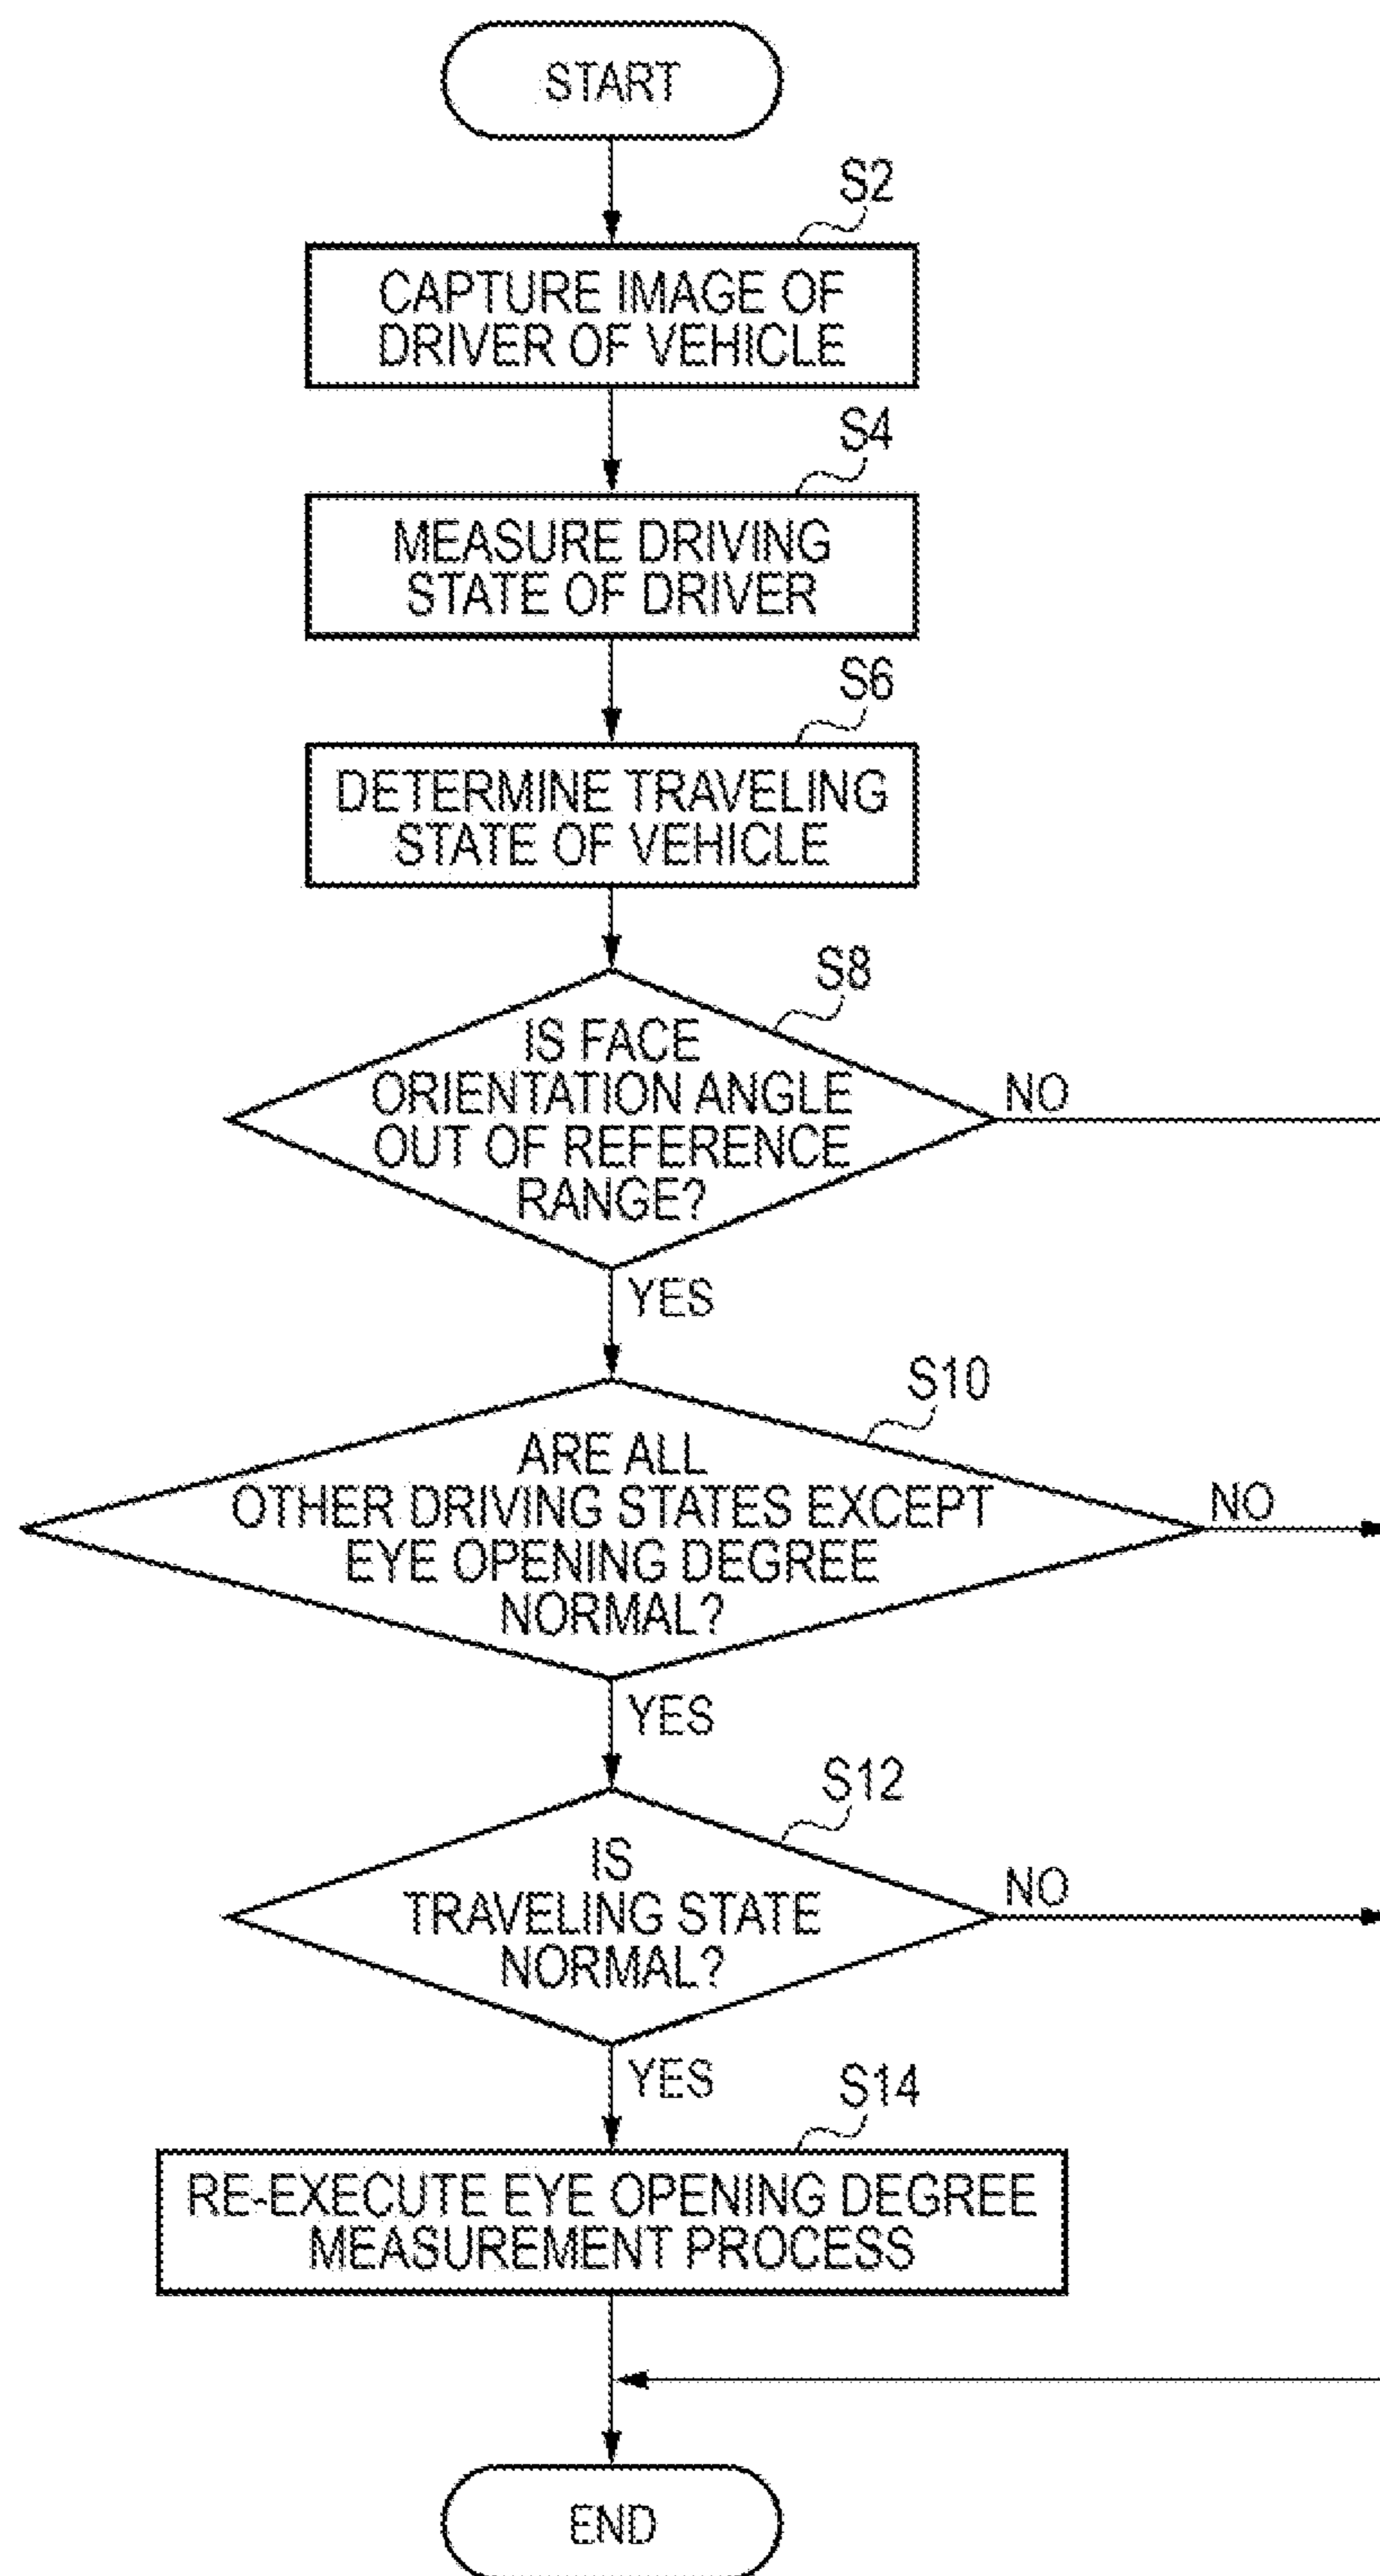 START
S2
CAPTURE IMAGE OF
DRIVER OF VEHICLE
S4
MEASURE DRIVING
STATE OF DRIVER
S6
DETERMINE TRAVELING
STATE OF VEHICLE
S8
IS FACE
ORIENTATION ANGLE
OUT OF REFERENCE
RANGE?
NO
YES
S10
ARE ALL
OTHER DRIVING STATES EXCEPT
EYE OPENING DEGREE
NORMAL?
NO
YES
S12
IS
TRAVELING STATE
NORMAL?
NO
YES
S14
RE-EXECUTE EYE OPENING DEGREE
MEASUREMENT PROCESS
END